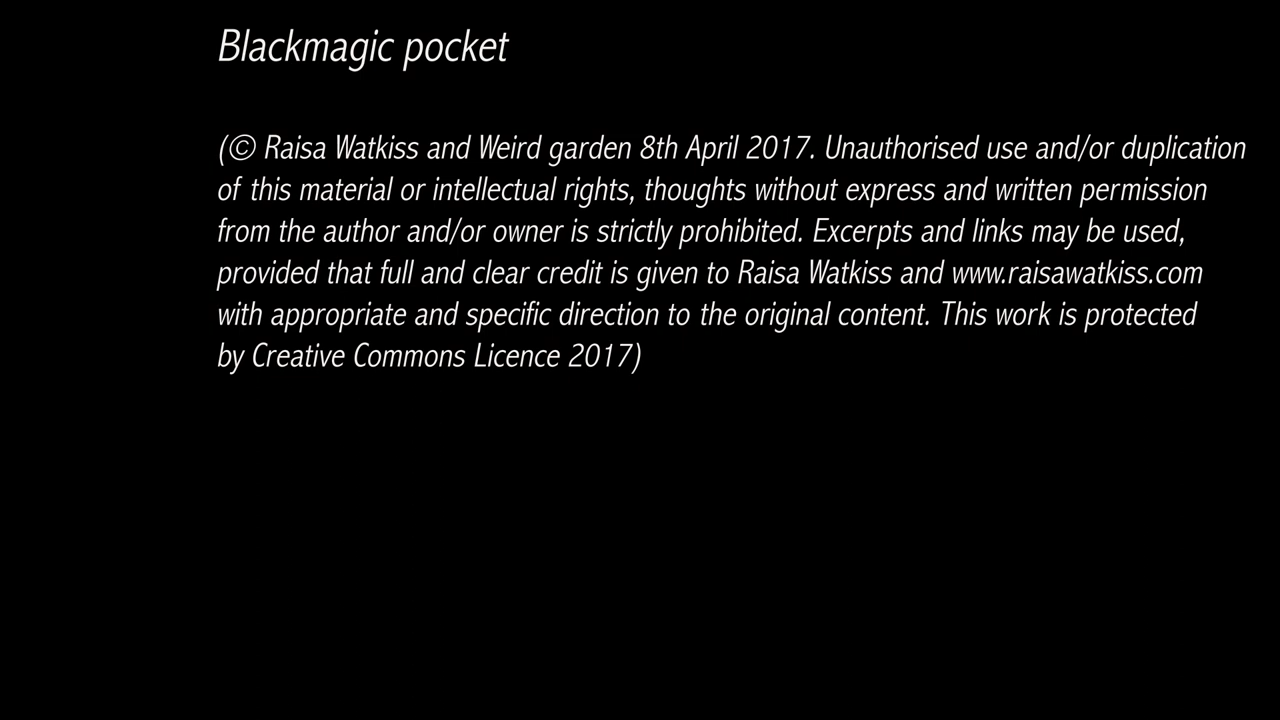 Blackmagic pocket
(© Raisa Watkiss and Weird garden 8th April 2017. Unauthorised use and/or duplication
of this material or intellectual rights, thoughts without express and written permission
from the author and/or owner is strictly prohibited. Excerpts and links may be used,
provided that full and clear credit is given to Raisa Watkiss and www.raisawatkiss.com
with appropriate and specific direction to the original content. This work is protected
by Creative Commons Licence 2017)